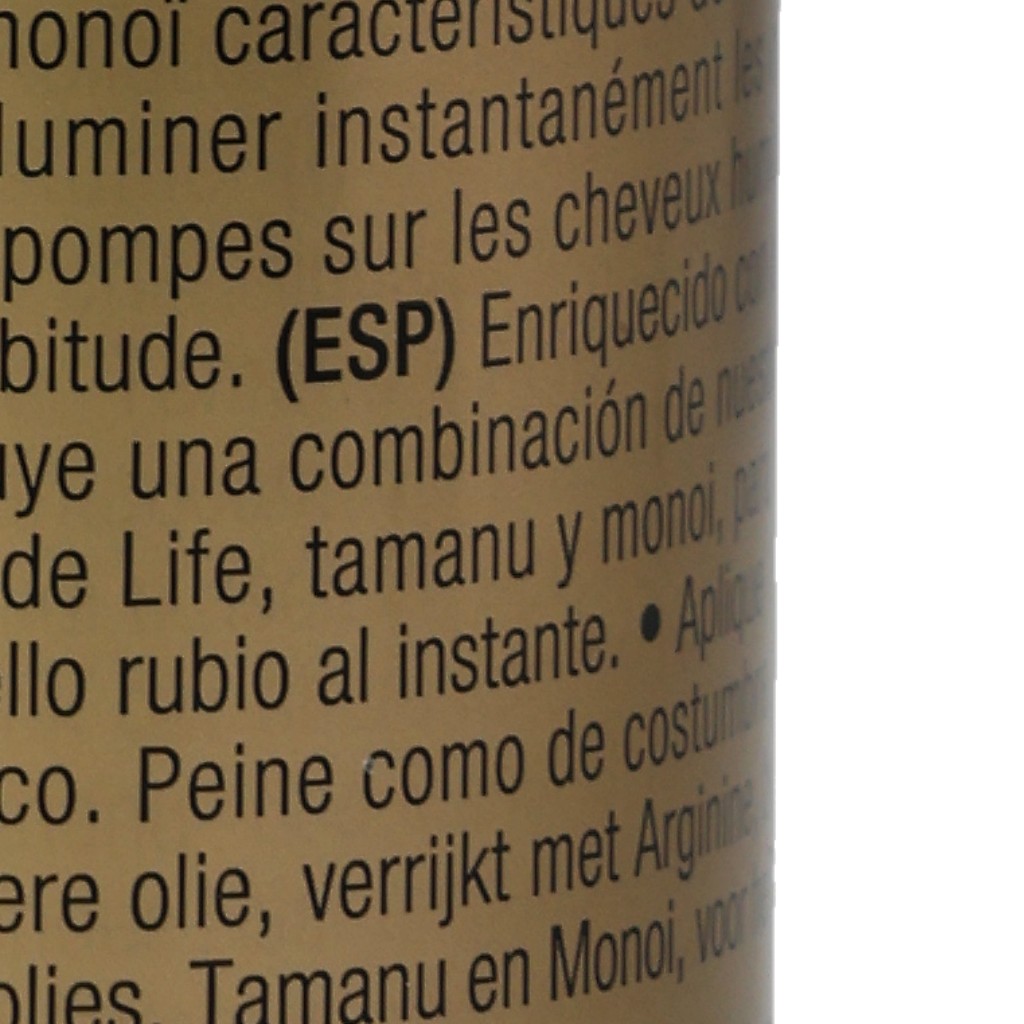 monoï caractéristiques
luminer instantanément les
pompes sur les cheveux
bitude. (ESP) Enriquecido con
uye una combinación de
de Life, tamanu y monoi, para
ello rubio al instante. • Aplique
co. Peine como de costumbre
ere olie, verrijkt met Arginine
olies, Tamanu en Monoi, voor